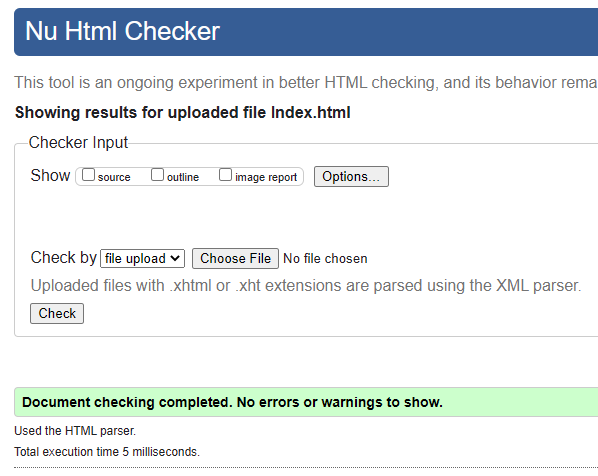 Nu Html Checker
This tool is an ongoing experiment in better HTML checking, and its behavior rema
Showing results for uploaded file Index.html
Checker Input
Show source outline image report Options...
Check by file upload Choose File No file chosen
Uploaded files with .xhtml or .xht extensions are parsed using the XML parser.
Check
Document checking completed. No errors or warnings to show.
Used the HTML parser.
Total execution time 5 milliseconds.